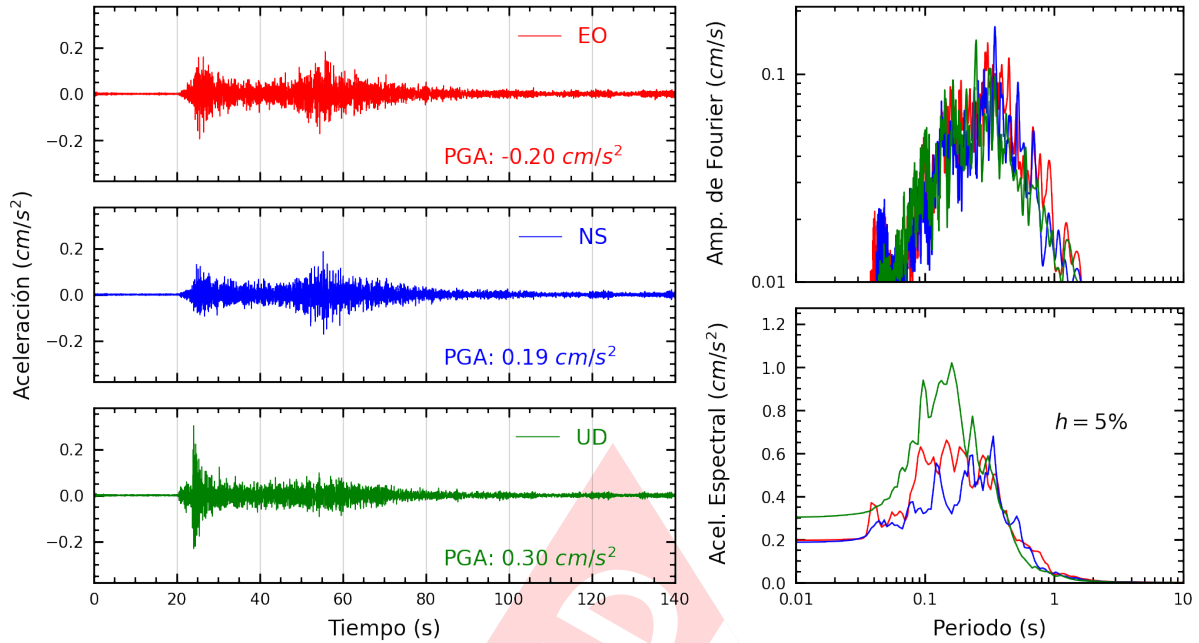 Aceleración (cm/s²)
0.2
0.0
−0.2
EO
PGA: -0.20 cm/s²
0.2
0.0
−0.2
NS
PGA: 0.19 cm/s²
0.2
0.0
−0.2
UD
PGA: 0.30 cm/s²
0 20 40 60 80 100 120 140
Tiempo (s)
Amp. de Fourier (cm/s)
0.1
0.01
Acel. Espectral (cm/s²)
1.2
1.0
0.8
0.6
0.4
0.2
0.0
h = 5%
0.01 0.1 1 10
Periodo (s)